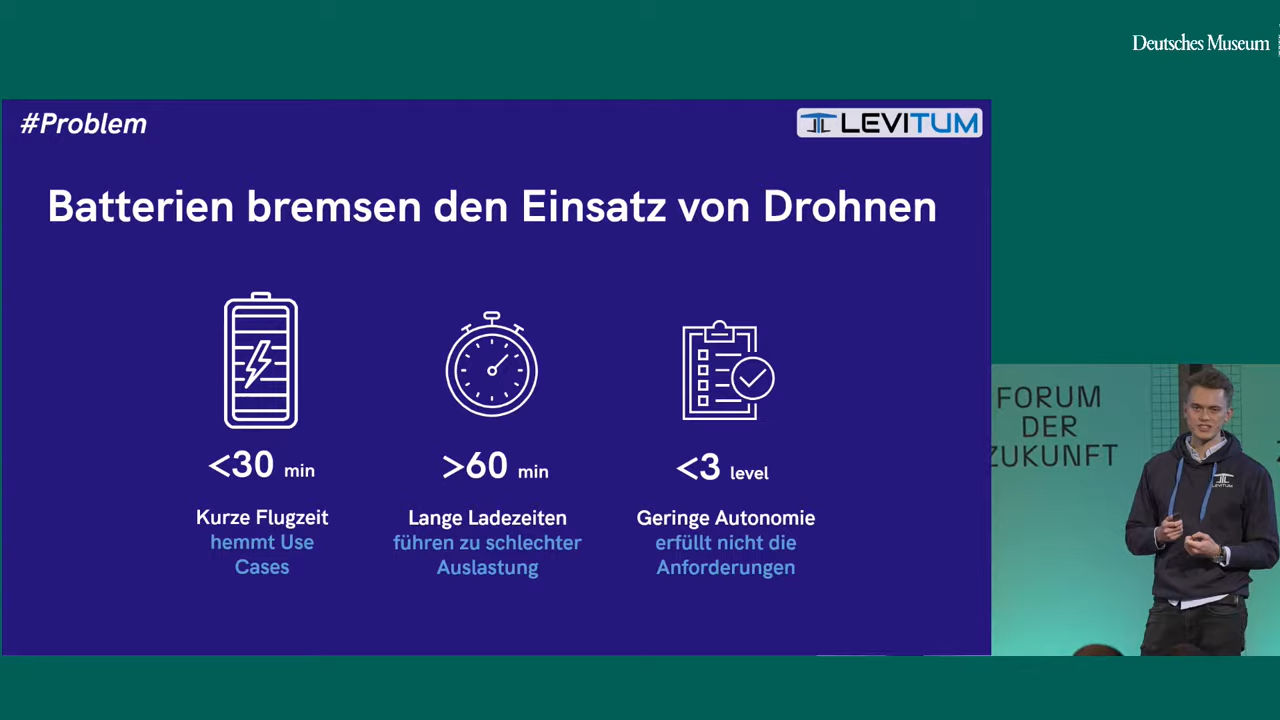 Deutsches Museum
#Problem
LEVITUM
Batterien bremsen den Einsatz von Drohnen
<30 min
Kurze Flugzeit
hemmt Use
Cases
>60 min
Lange Ladezeiten
führen zu schlechter
Auslastung
<3 level
Geringe Autonomie
erfüllt nicht die
Anforderungen
FORUM
DER
ZUKUNFT
LEVITUM